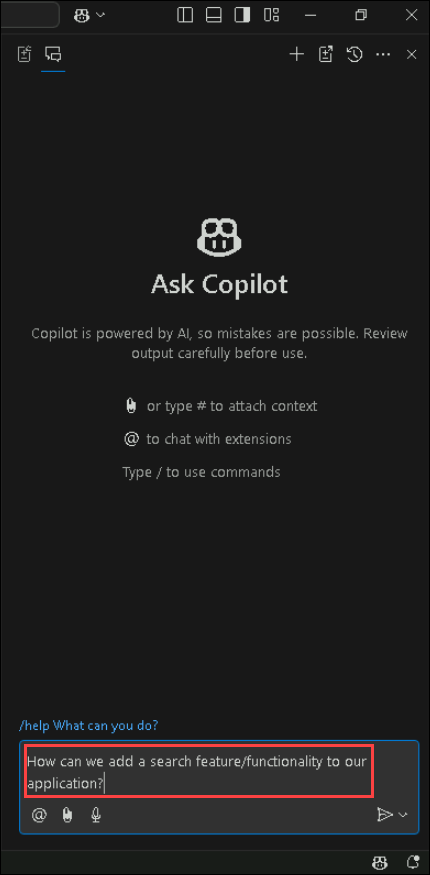 Ask Copilot
Copilot is powered by AI, so mistakes are possible. Review
output carefully before use.
or type # to attach context
@ to chat with extensions
Type / to use commands
/help What can you do?
How can we add a search feature/functionality to our
application?
@